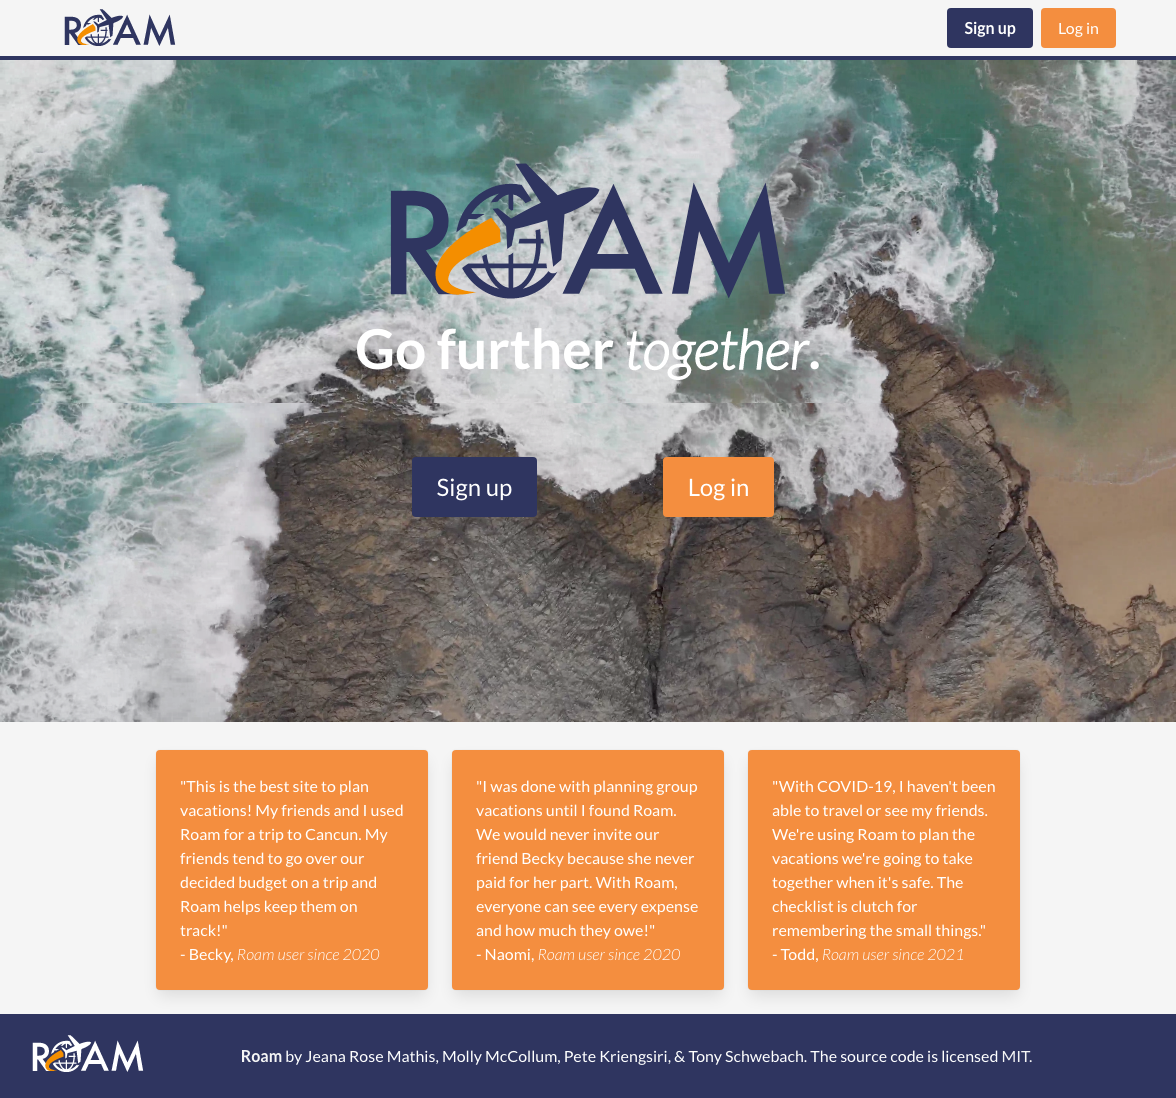 ROAM
Sign up
Log in
ROAM
Go further together.
Sign up
Log in
"This is the best site to plan
vacations! My friends and I used
Roam for a trip to Cancun. My
friends tend to go over our
decided budget on a trip and
Roam helps keep them on
track!"
- Becky, Roam user since 2020
"I was done with planning group
vacations until I found Roam.
We would never invite our
friend Becky because she never
paid for her part. With Roam,
everyone can see every expense
and how much they owe!"
- Naomi, Roam user since 2020
"With COVID-19, I haven't been
able to travel or see my friends.
We're using Roam to plan the
vacations we're going to take
together when it's safe. The
checklist is clutch for
remembering the small things."
- Todd, Roam user since 2021
ROAM
Roam by Jeana Rose Mathis, Molly McCollum, Pete Kriengsiri, & Tony Schwebach. The source code is licensed MIT.